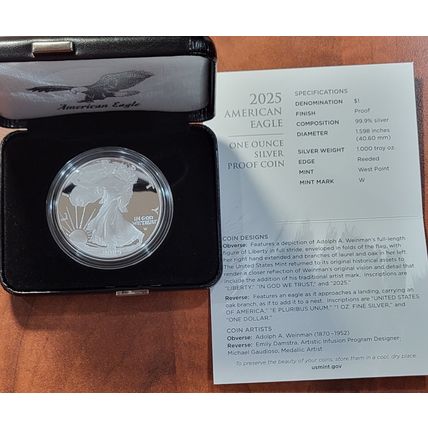 American Eagle
IN GOD
WE TRUST
2025
AMERICAN
EAGLE
ONE OUNCE
SILVER
PROOF COIN
SPECIFICATIONS
DENOMINATION $1
FINISH Proof
COMPOSITION 99.9% silver
DIAMETER 1.598 inches
(40.60 mm)
SILVER WEIGHT 1.000 troy oz.
EDGE Reeded
MINT West Point
MINT MARK W
COIN DESIGNS
Obverse: Features a depiction of Adolph A. Weinman's full-length
figure of Liberty in full stride, enveloped in folds of the flag, with
her right hand extended and branches of laurel and oak in her left.
The United States Mint returned to its original historical assets to
render a closer reflection of Weinman's original vision and detail that
include the addition of his traditional artist mark. Inscriptions are
"LIBERTY," "IN GOD WE TRUST," and "2025."
Reverse: Features an eagle as it approaches a landing, carrying an
oak branch, as if to add it to a nest. Inscriptions are "UNITED STATES
OF AMERICA," "E PLURIBUS UNUM," "1 OZ. FINE SILVER," and
"ONE DOLLAR."
COIN ARTISTS
Obverse: Adolph A. Weinman (1870–1952)
Reverse: Emily Damstra, Artistic Infusion Program Designer;
Michael Gaudioso, Medallic Artist
To preserve the beauty of your coins, store them in a cool, dry place.
usmint.gov